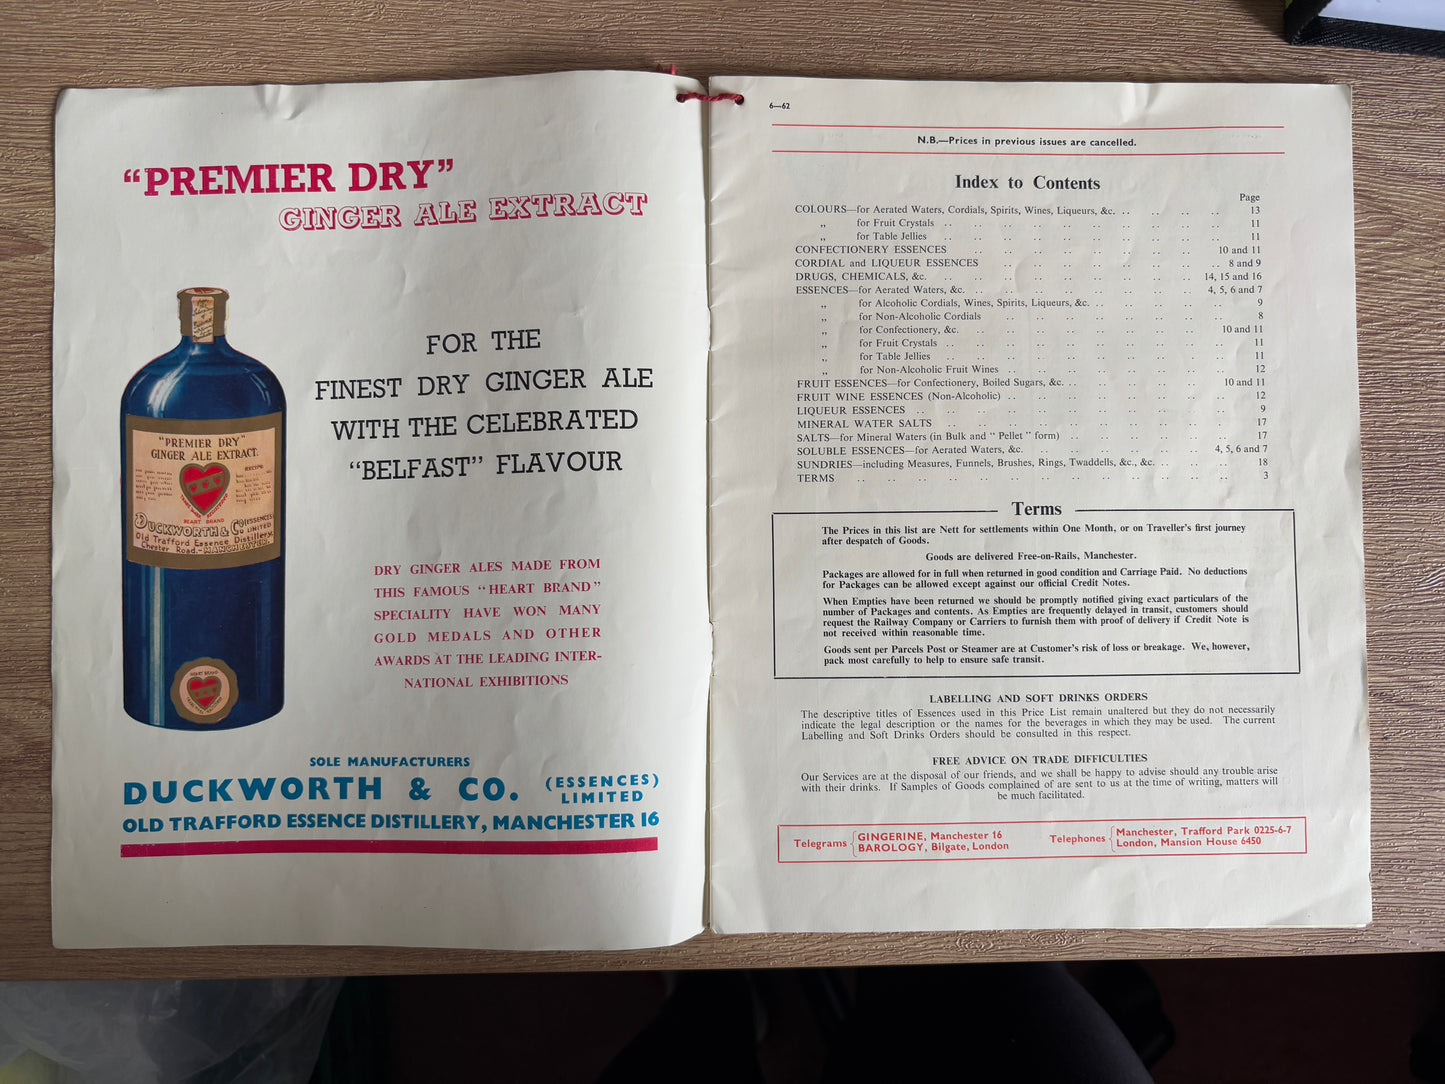 "PREMIER DRY"
GINGER ALE EXTRACT
FOR THE
FINEST DRY GINGER ALE
WITH THE CELEBRATED
"BELFAST" FLAVOUR
"PREMIER DRY"
GINGER ALE EXTRACT.
RECIPE
HEART BRAND
DUCKWORTH & Co (ESSENCES)
LIMITED
Old Trafford Essence Distillery,
Chester Road,- MANCHESTER.
HEART BRAND
DRY GINGER ALES MADE FROM
THIS FAMOUS "HEART BRAND"
SPECIALITY HAVE WON MANY
GOLD MEDALS AND OTHER
AWARDS AT THE LEADING INTER-
NATIONAL EXHIBITIONS
SOLE MANUFACTURERS
DUCKWORTH & CO. (ESSENCES)
LIMITED
OLD TRAFFORD ESSENCE DISTILLERY, MANCHESTER 16
6—62
N.B.—Prices in previous issues are cancelled.
Index to Contents
Page
COLOURS—for Aerated Waters, Cordials, Spirits, Wines, Liqueurs, &c. .. .. .. .. 13
,, for Fruit Crystals .. .. .. .. .. .. .. .. .. .. 11
,, for Table Jellies .. .. .. .. .. .. .. .. .. .. 11
CONFECTIONERY ESSENCES .. .. .. .. .. .. .. .. 10 and 11
CORDIAL and LIQUEUR ESSENCES .. .. .. .. .. .. .. .. 8 and 9
DRUGS, CHEMICALS, &c. .. .. .. .. .. .. .. .. .. 14, 15 and 16
ESSENCES—for Aerated Waters, &c. .. .. .. .. .. .. .. .. 4, 5, 6 and 7
,, for Alcoholic Cordials, Wines, Spirits, Liqueurs, &c. .. .. .. .. .. 9
,, for Non-Alcoholic Cordials .. .. .. .. .. .. .. .. 8
,, for Confectionery, &c. .. .. .. .. .. .. .. .. 10 and 11
,, for Fruit Crystals .. .. .. .. .. .. .. .. .. .. 11
,, for Table Jellies .. .. .. .. .. .. .. .. .. .. 11
,, for Non-Alcoholic Fruit Wines .. .. .. .. .. .. .. .. 12
FRUIT ESSENCES—for Confectionery, Boiled Sugars, &c. .. .. .. .. .. .. 10 and 11
FRUIT WINE ESSENCES (Non-Alcoholic) .. .. .. .. .. .. .. .. 12
LIQUEUR ESSENCES .. .. .. .. .. .. .. .. .. .. .. 9
MINERAL WATER SALTS .. .. .. .. .. .. .. .. .. .. 17
SALTS—for Mineral Waters (in Bulk and "Pellet" form) .. .. .. .. .. .. 17
SOLUBLE ESSENCES—for Aerated Waters, &c. .. .. .. .. .. .. 4, 5, 6 and 7
SUNDRIES—including Measures, Funnels, Brushes, Rings, Twaddells, &c., &c. .. .. .. 18
TERMS .. .. .. .. .. .. .. .. .. .. .. .. .. 3
Terms
The Prices in this list are Nett for settlements within One Month, or on Traveller's first journey
after despatch of Goods.
Goods are delivered Free-on-Rails, Manchester.
Packages are allowed for in full when returned in good condition and Carriage Paid. No deductions
for Packages can be allowed except against our official Credit Notes.
When Empties have been returned we should be promptly notified giving exact particulars of the
number of Packages and contents. As Empties are frequently delayed in transit, customers should
request the Railway Company or Carriers to furnish them with proof of delivery if Credit Note is
not received within reasonable time.
Goods sent per Parcels Post or Steamer are at Customer's risk of loss or breakage. We, however,
pack most carefully to help to ensure safe transit.
LABELLING AND SOFT DRINKS ORDERS
The descriptive titles of Essences used in this Price List remain unaltered but they do not necessarily
indicate the legal description or the names for the beverages in which they may be used. The current
Labelling and Soft Drinks Orders should be consulted in this respect.
FREE ADVICE ON TRADE DIFFICULTIES
Our Services are at the disposal of our friends, and we shall be happy to advise should any trouble arise
with their drinks. If Samples of Goods complained of are sent to us at the time of writing, matters will
be much facilitated.
Telegrams { GINGERINE, Manchester 16
BAROLOGY, Bilgate, London
Telephones { Manchester, Trafford Park 0225-6-7
London, Mansion House 6450